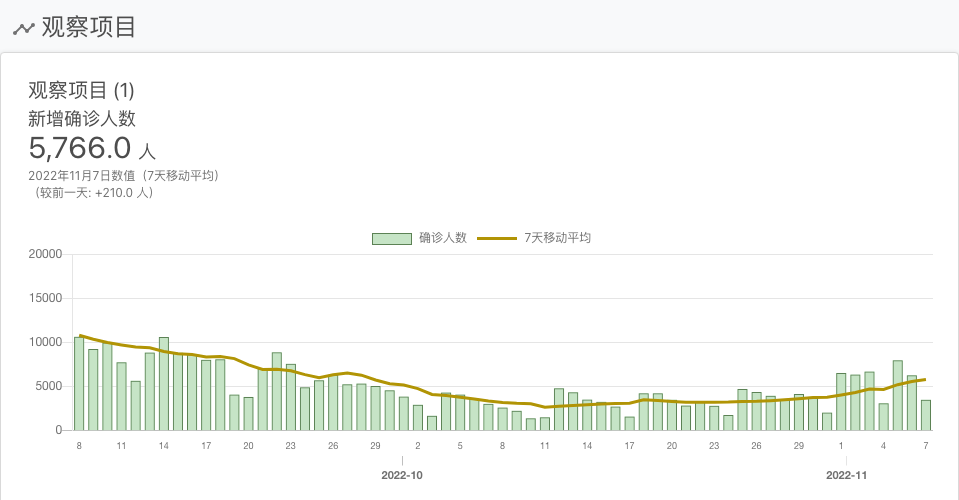 观察项目
观察项目 (1)
新增确诊人数
5,766.0 人
2022年11月7日数值（7天移动平均）
（较前一天: +210.0 人）
确诊人数 7天移动平均
20000
15000
10000
5000
0
8 11 14 17 20 23 26 29 2 5 8 11 14 17 20 23 26 29 1 4 7
2022-10 2022-11